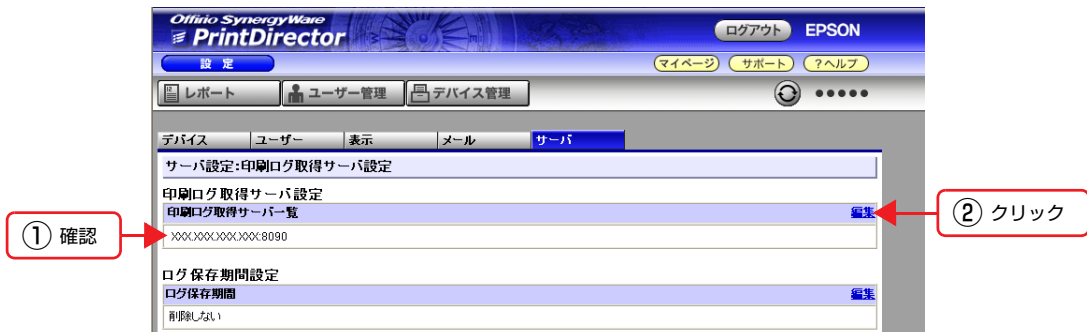 Offirio SynergyWare
PrintDirector
ログアウト EPSON
設 定
マイページ サポート ?ヘルプ
レポート ユーザー管理 デバイス管理
デバイス ユーザー 表示 メール サーバ
サーバ設定:印刷ログ取得サーバ設定
印刷ログ取得サーバ設定
印刷ログ取得サーバ一覧 編集
② クリック
① 確認
XXX.XXX.XXX.XXX:8090
ログ保存期間設定
ログ保存期間 編集
削除しない